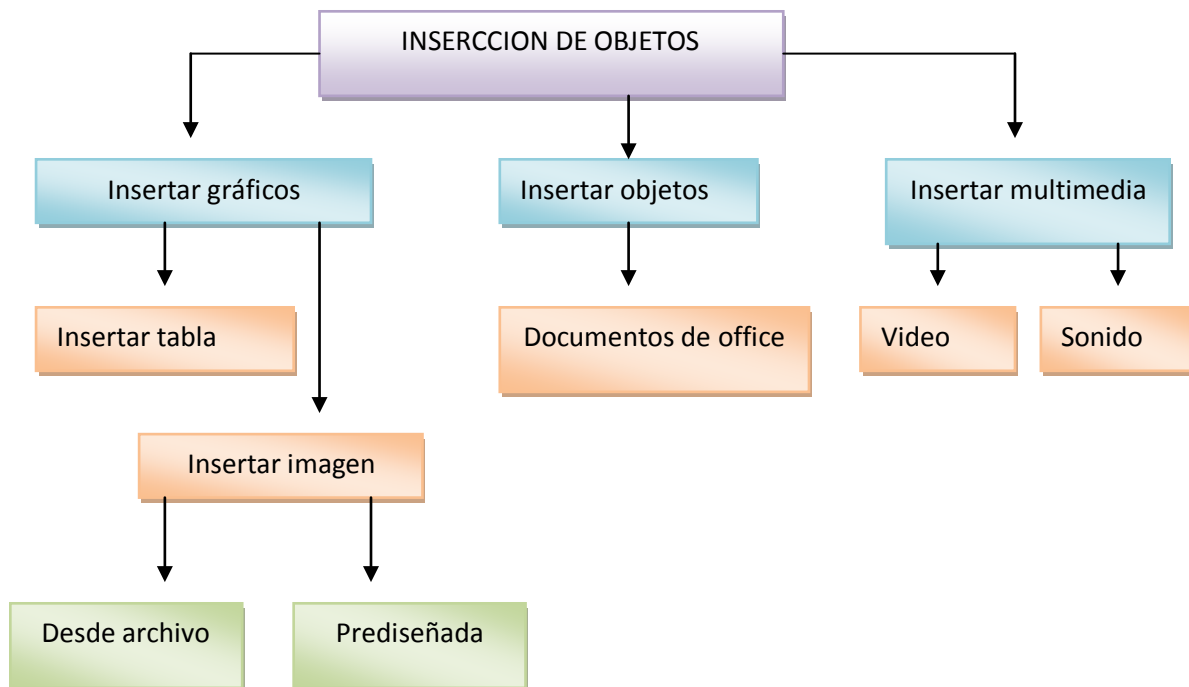 INSERCCION DE OBJETOS
Insertar gráficos
Insertar objetos
Insertar multimedia
Insertar tabla
Documentos de office
Video
Sonido
Insertar imagen
Desde archivo
Prediseñada